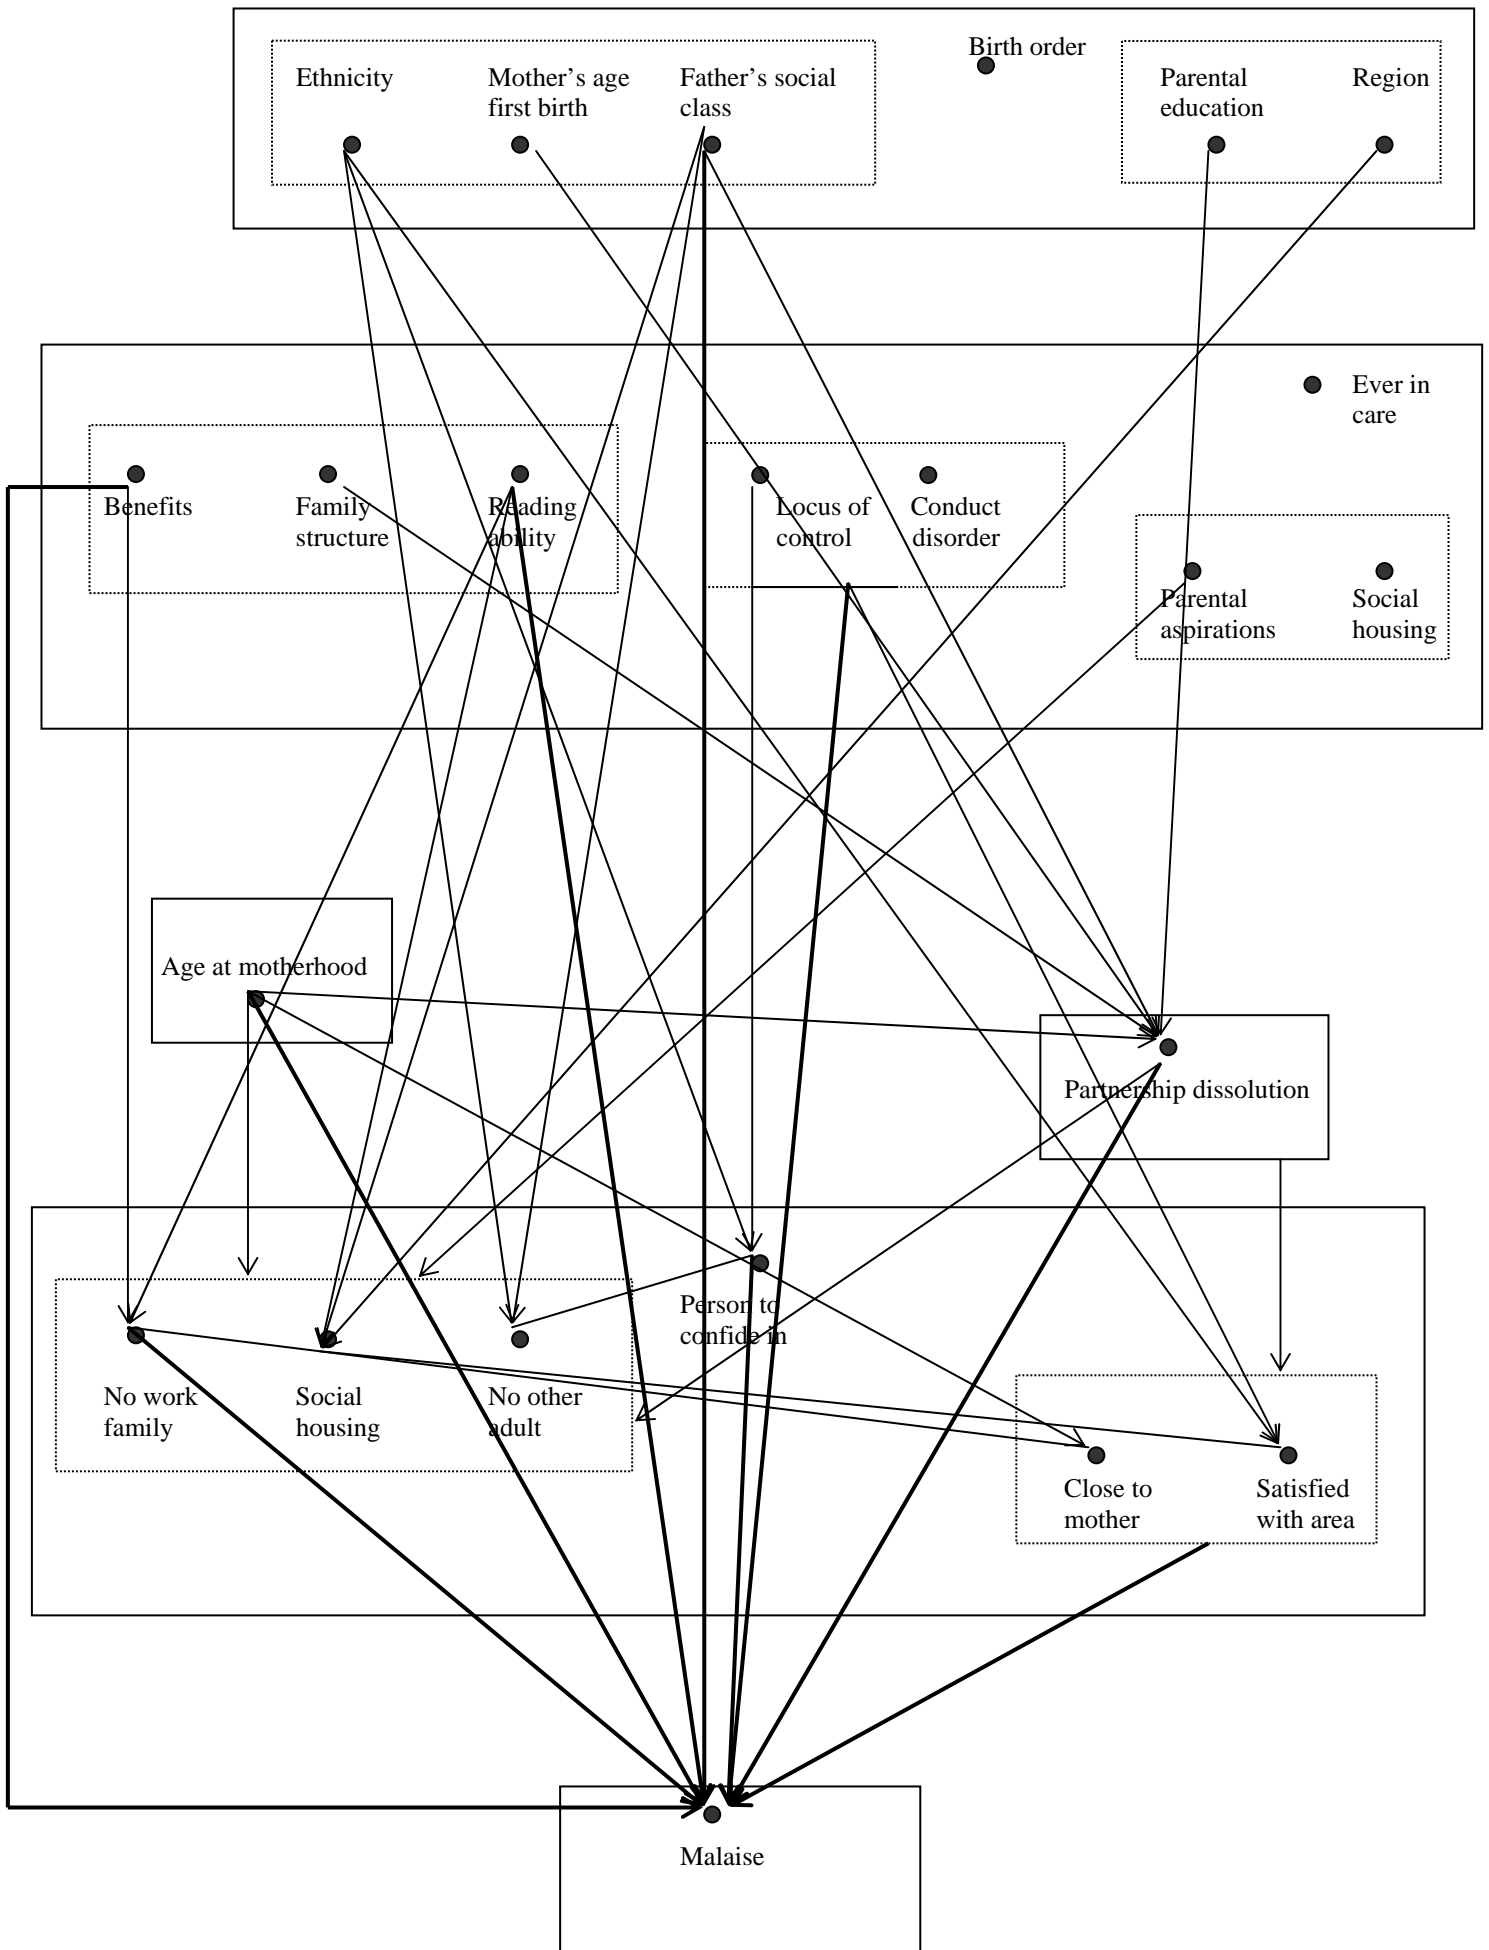 Birth order
Ethnicity
Mother’s age
first birth
Father’s social
class
Parental
education
Region
Ever in
care
Benefits
Family
structure
Reading
ability
Locus of
control
Conduct
disorder
Parental
aspirations
Social
housing
Age at motherhood
Partnership dissolution
Person to
confide in
No work
family
Social
housing
No other
adult
Close to
mother
Satisfied
with area
Malaise